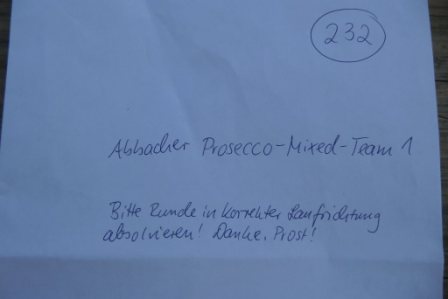 232
Abbacher Prosecco-Mixed-Team 1
Bitte Runde in korrekter Laufrichtung
absolvieren! Danke, Prost!